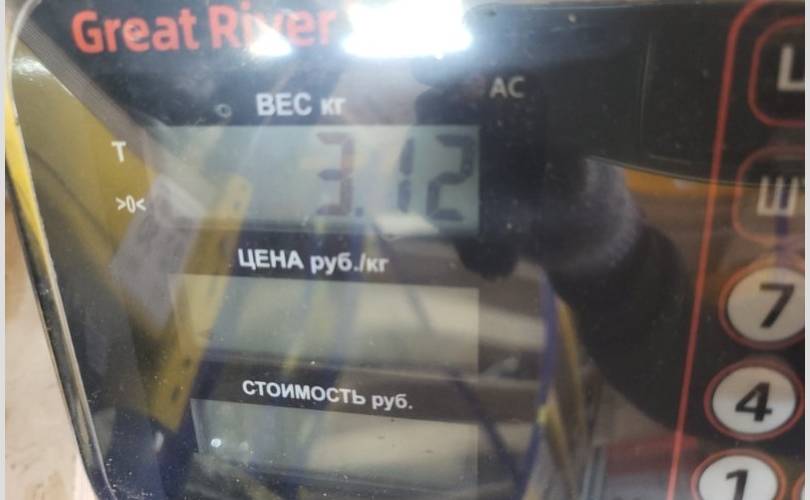 Great River
AC
ВЕС кг
T
3.12
>0<
ЦЕНА руб./кг
СТОИМОСТЬ руб.
Ш
7
4
1